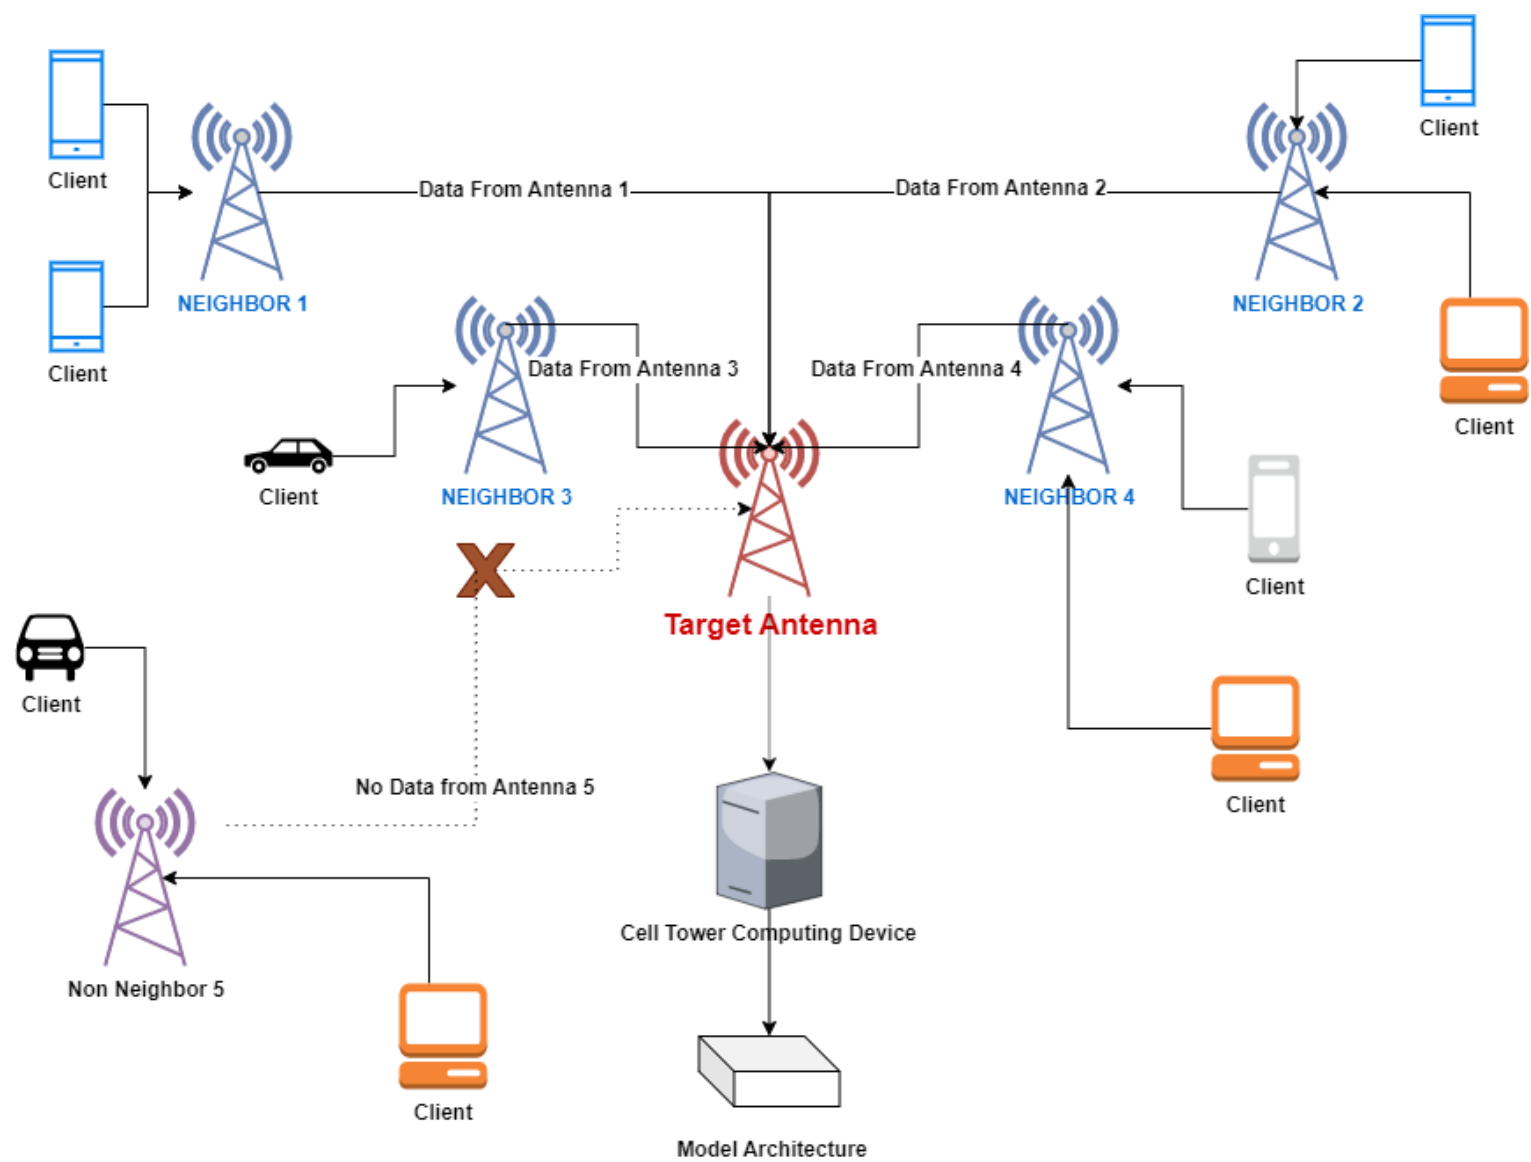 Client
Client
Data From Antenna 1
Data From Antenna 2
NEIGHBOR 1
NEIGHBOR 2
Client
Data From Antenna 3
Data From Antenna 4
Client
Client
NEIGHBOR 3
NEIGHBOR 4
Client
Target Antenna
Client
No Data from Antenna 5
Client
Cell Tower Computing Device
Non Neighbor 5
Client
Model Architecture